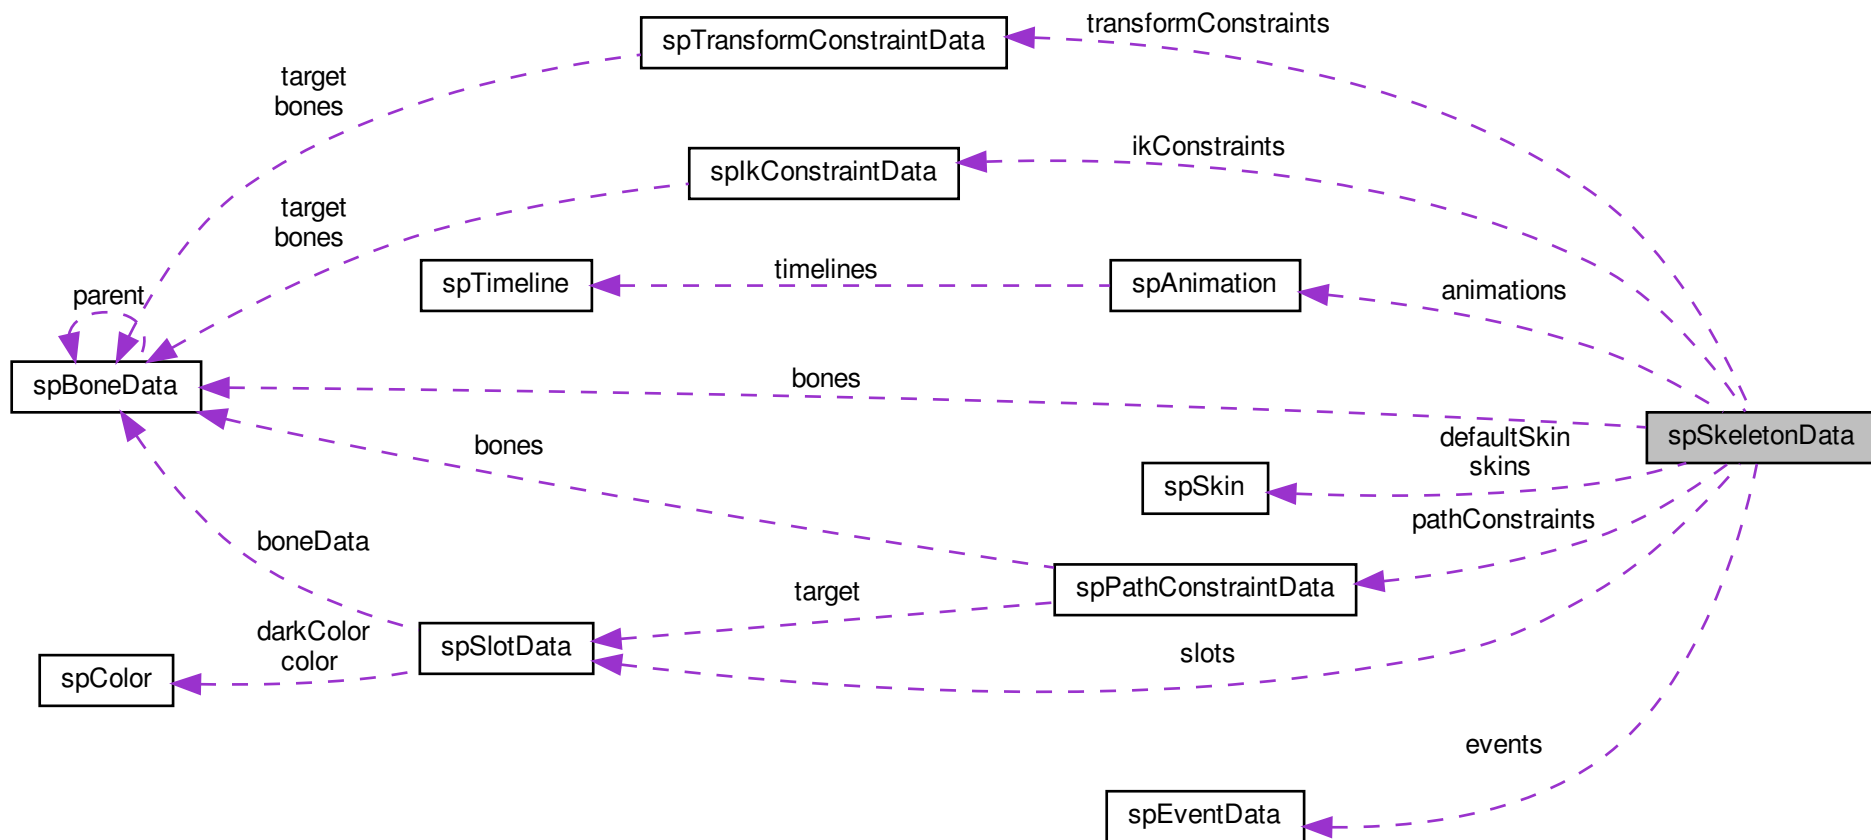 transformConstraints
spTransformConstraintData
target
bones
ikConstraints
spIkConstraintData
target
bones
timelines
spTimeline
spAnimation
animations
parent
bones
spBoneData
defaultSkin
skins
spSkeletonData
bones
spSkin
pathConstraints
boneData
target
spPathConstraintData
darkColor
color
spSlotData
slots
spColor
events
spEventData